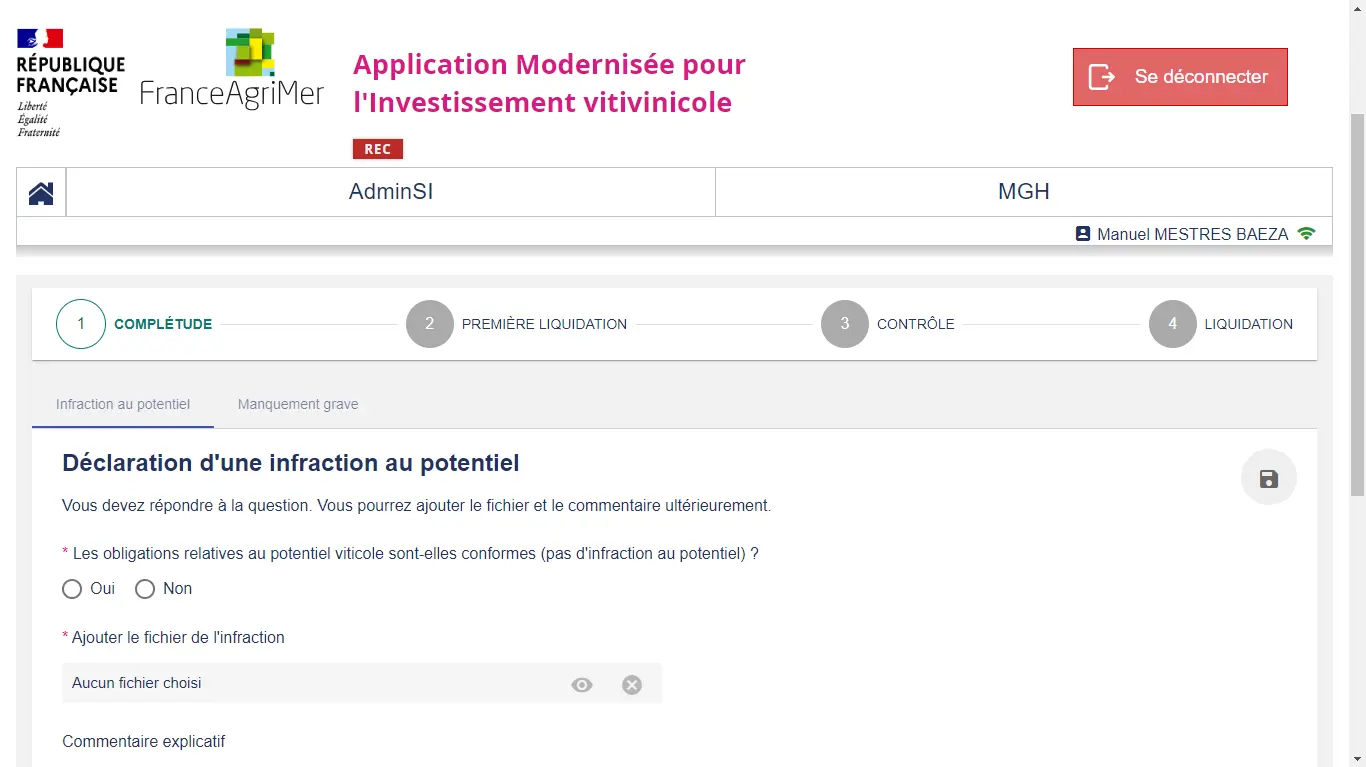 RÉPUBLIQUE
FRANÇAISE
Liberté
Égalité
Fraternité
FranceAgriMer
Application Modernisée pour
l'Investissement vitivinicole
REC
Se déconnecter
AdminSI
MGH
Manuel MESTRES BAEZA
1 COMPLÉTUDE
2 PREMIÈRE LIQUIDATION
3 CONTRÔLE
4 LIQUIDATION
Infraction au potentiel
Manquement grave
Déclaration d'une infraction au potentiel
Vous devez répondre à la question. Vous pourrez ajouter le fichier et le commentaire ultérieurement.
* Les obligations relatives au potentiel viticole sont-elles conformes (pas d'infraction au potentiel) ?
Oui Non
* Ajouter le fichier de l'infraction
Aucun fichier choisi
Commentaire explicatif